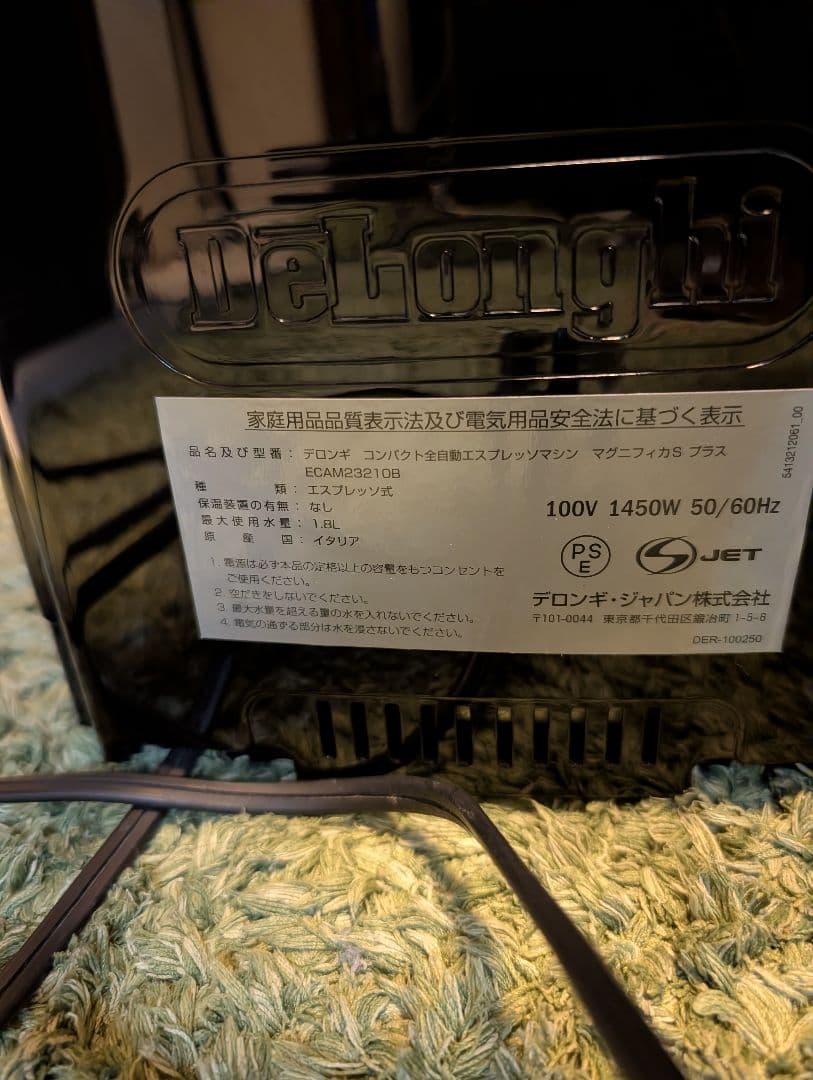 DeLonghi
家庭用品品質表示法及び電気用品安全法に基づく表示
5413212061_00
品名及び型番：デロンギ　コンパクト全自動エスプレッソマシン　マグニフィカS プラス
ECAM23210B
種類：エスプレッソ式
保温装置の有無：なし
最大使用水量：1.8L
原産国：イタリア
100V 1450W 50/60Hz
PS
E
S JET
1. 電源は必ず本品の定格以上の容量をもつコンセントを
ご使用ください。
2. 空だきをしないでください。
3. 最大水量を超える量の水を入れないでください。
4. 電気の通ずる部分は水を浸さないでください。
デロンギ・ジャパン株式会社
〒101-0044　東京都千代田区鍛冶町1-5-6
DER-100250